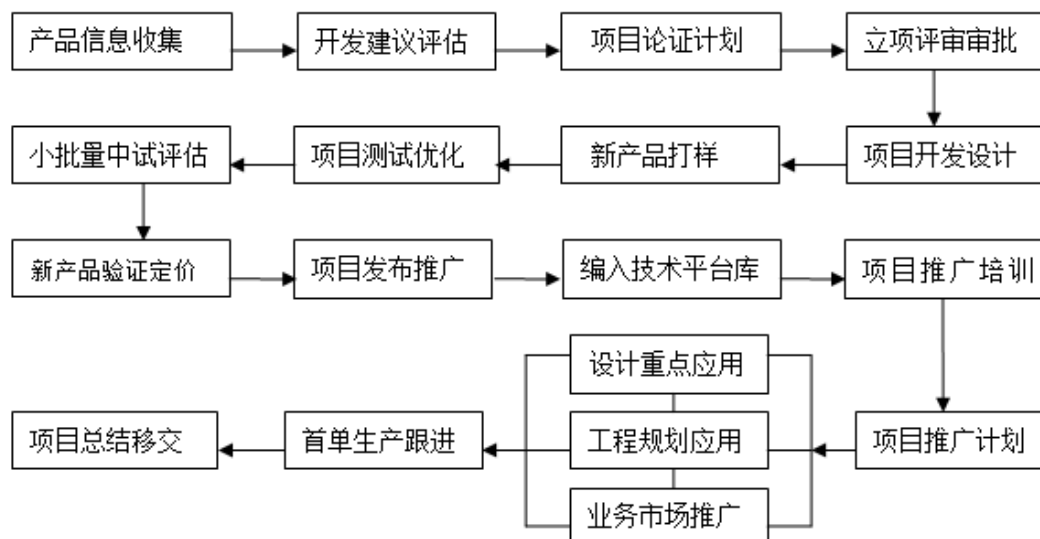 产品信息收集
开发建议评估
项目论证计划
立项评审审批
小批量中试评估
项目测试优化
新产品打样
项目开发设计
新产品验证定价
项目发布推广
编入技术平台库
项目推广培训
设计重点应用
项目总结移交
首单生产跟进
工程规划应用
项目推广计划
业务市场推广